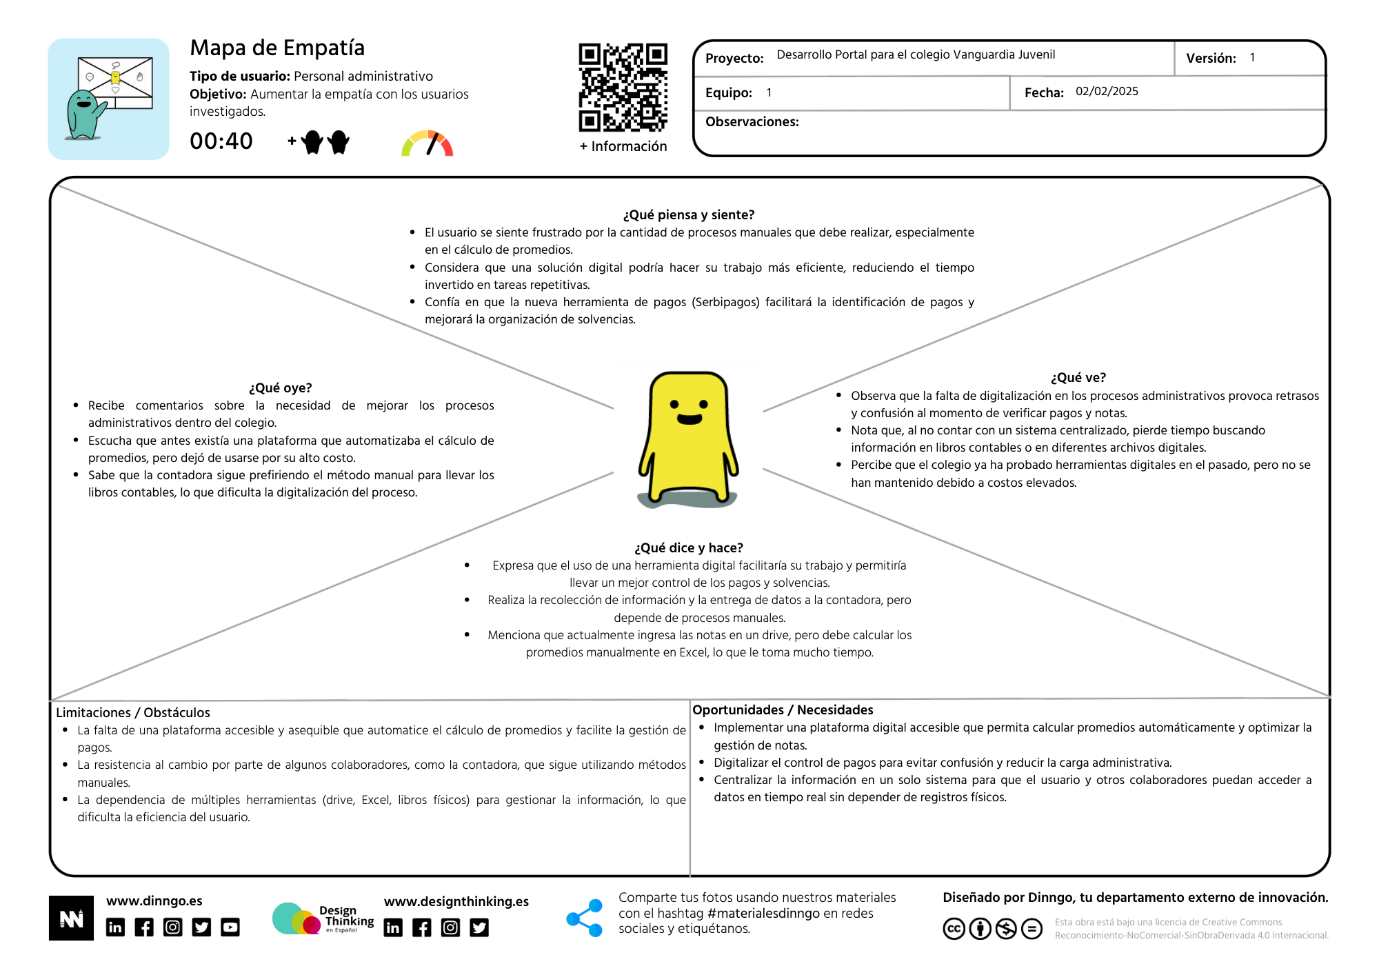 Mapa de Empatía
Tipo de usuario: Personal administrativo
Objetivo: Aumentar la empatía con los usuarios
investigados.
00:40
+
+ Información
Proyecto: Desarrollo Portal para el colegio Vanguardia Juvenil
Versión: 1
Equipo: 1
Fecha: 02/02/2025
Observaciones:
¿Qué piensa y siente?
• El usuario se siente frustrado por la cantidad de procesos manuales que debe realizar, especialmente
en el cálculo de promedios.
• Considera que una solución digital podría hacer su trabajo más eficiente, reduciendo el tiempo
invertido en tareas repetitivas.
• Confía en que la nueva herramienta de pagos (Serbipagos) facilitará la identificación de pagos y
mejorará la organización de solvencias.
¿Qué oye?
• Recibe comentarios sobre la necesidad de mejorar los procesos
administrativos dentro del colegio.
• Escucha que antes existía una plataforma que automatizaba el cálculo de
promedios, pero dejó de usarse por su alto costo.
• Sabe que la contadora sigue prefiriendo el método manual para llevar los
libros contables, lo que dificulta la digitalización del proceso.
¿Qué ve?
• Observa que la falta de digitalización en los procesos administrativos provoca retrasos
y confusión al momento de verificar pagos y notas.
• Nota que, al no contar con un sistema centralizado, pierde tiempo buscando
información en libros contables o en diferentes archivos digitales.
• Percibe que el colegio ya ha probado herramientas digitales en el pasado, pero no se
han mantenido debido a costos elevados.
¿Qué dice y hace?
• Expresa que el uso de una herramienta digital facilitaría su trabajo y permitiría
llevar un mejor control de los pagos y solvencias.
• Realiza la recolección de información y la entrega de datos a la contadora, pero
depende de procesos manuales.
• Menciona que actualmente ingresa las notas en un drive, pero debe calcular los
promedios manualmente en Excel, lo que le toma mucho tiempo.
Limitaciones / Obstáculos
• La falta de una plataforma accesible y asequible que automatice el cálculo de promedios y facilite la gestión de
pagos.
• La resistencia al cambio por parte de algunos colaboradores, como la contadora, que sigue utilizando métodos
manuales.
• La dependencia de múltiples herramientas (drive, Excel, libros físicos) para gestionar la información, lo que
dificulta la eficiencia del usuario.
Oportunidades / Necesidades
• Implementar una plataforma digital accesible que permita calcular promedios automáticamente y optimizar la
gestión de notas.
• Digitalizar el control de pagos para evitar confusión y reducir la carga administrativa.
• Centralizar la información en un solo sistema para que el usuario y otros colaboradores puedan acceder a
datos en tiempo real sin depender de registros físicos.
www.dinngo.es
Design
Thinking
en Español
www.designthinking.es
Comparte tus fotos usando nuestros materiales
con el hashtag #materialesdinngo en redes
sociales y etiquétanos.
Diseñado por Dinngo, tu departamento externo de innovación.
Esta obra está bajo una licencia de Creative Commons
Reconocimiento-NoComercial-SinObraDerivada 4.0 Internacional.